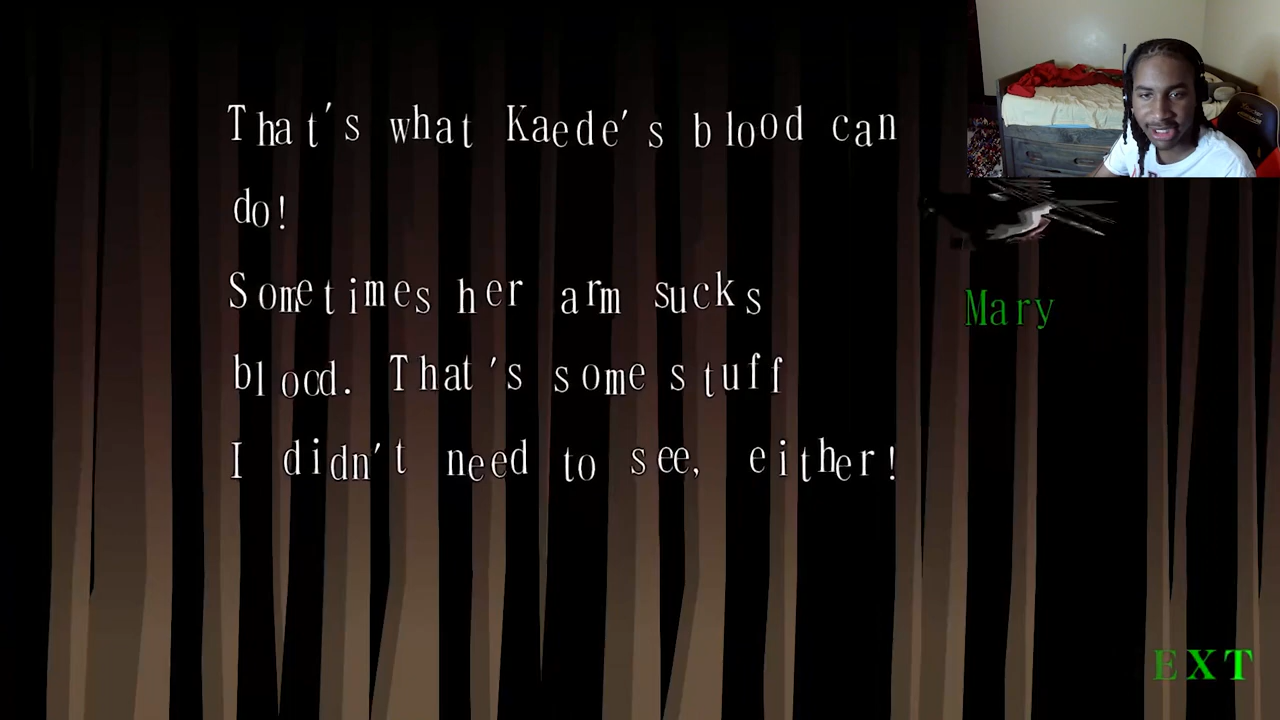 That's what Kaede's blood can
do!
Sometimes her arm sucks
blood. That's some stuff
I didn't need to see, either!
Mary
EXT